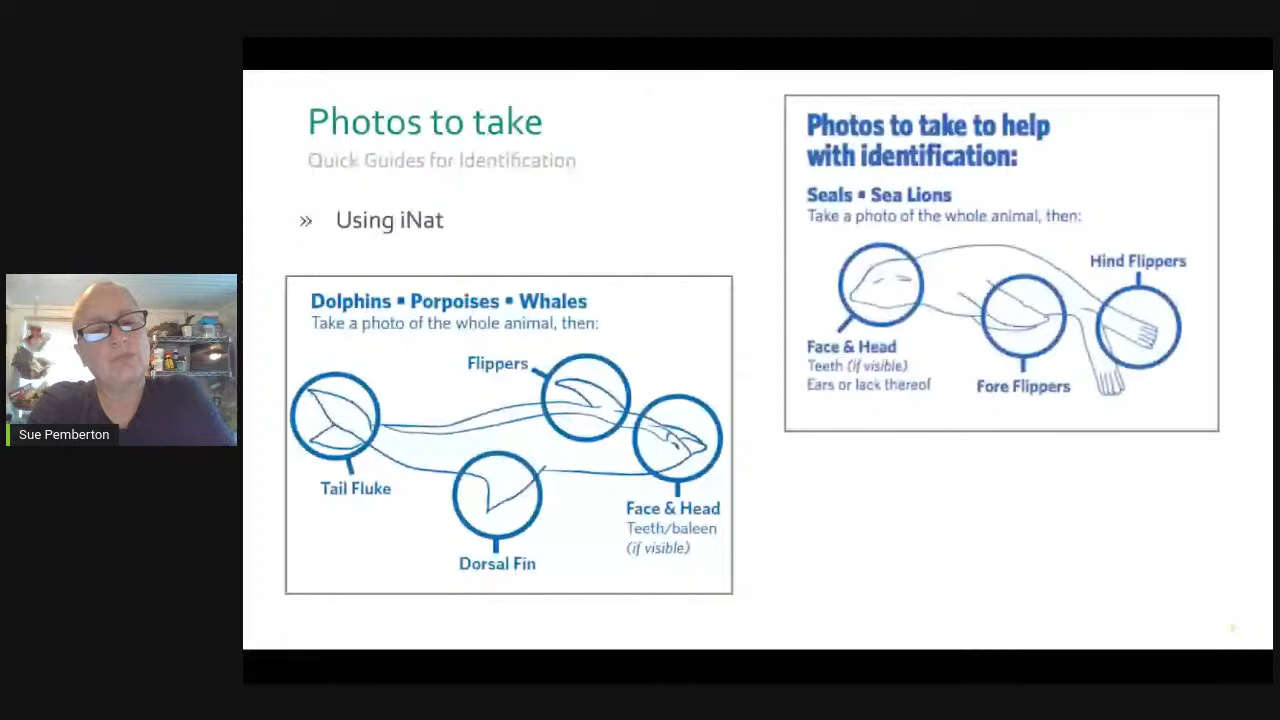 Photos to take
Quick Guides for Identification
» Using iNat
Dolphins ▪ Porpoises ▪ Whales
Take a photo of the whole animal, then:
Flippers
Tail Fluke
Dorsal Fin
Face & Head
Teeth/baleen
(if visible)
Photos to take to help
with identification:
Seals ▪ Sea Lions
Take a photo of the whole animal, then:
Hind Flippers
Face & Head
Teeth (if visible)
Ears or lack thereof
Fore Flippers
Sue Pemberton